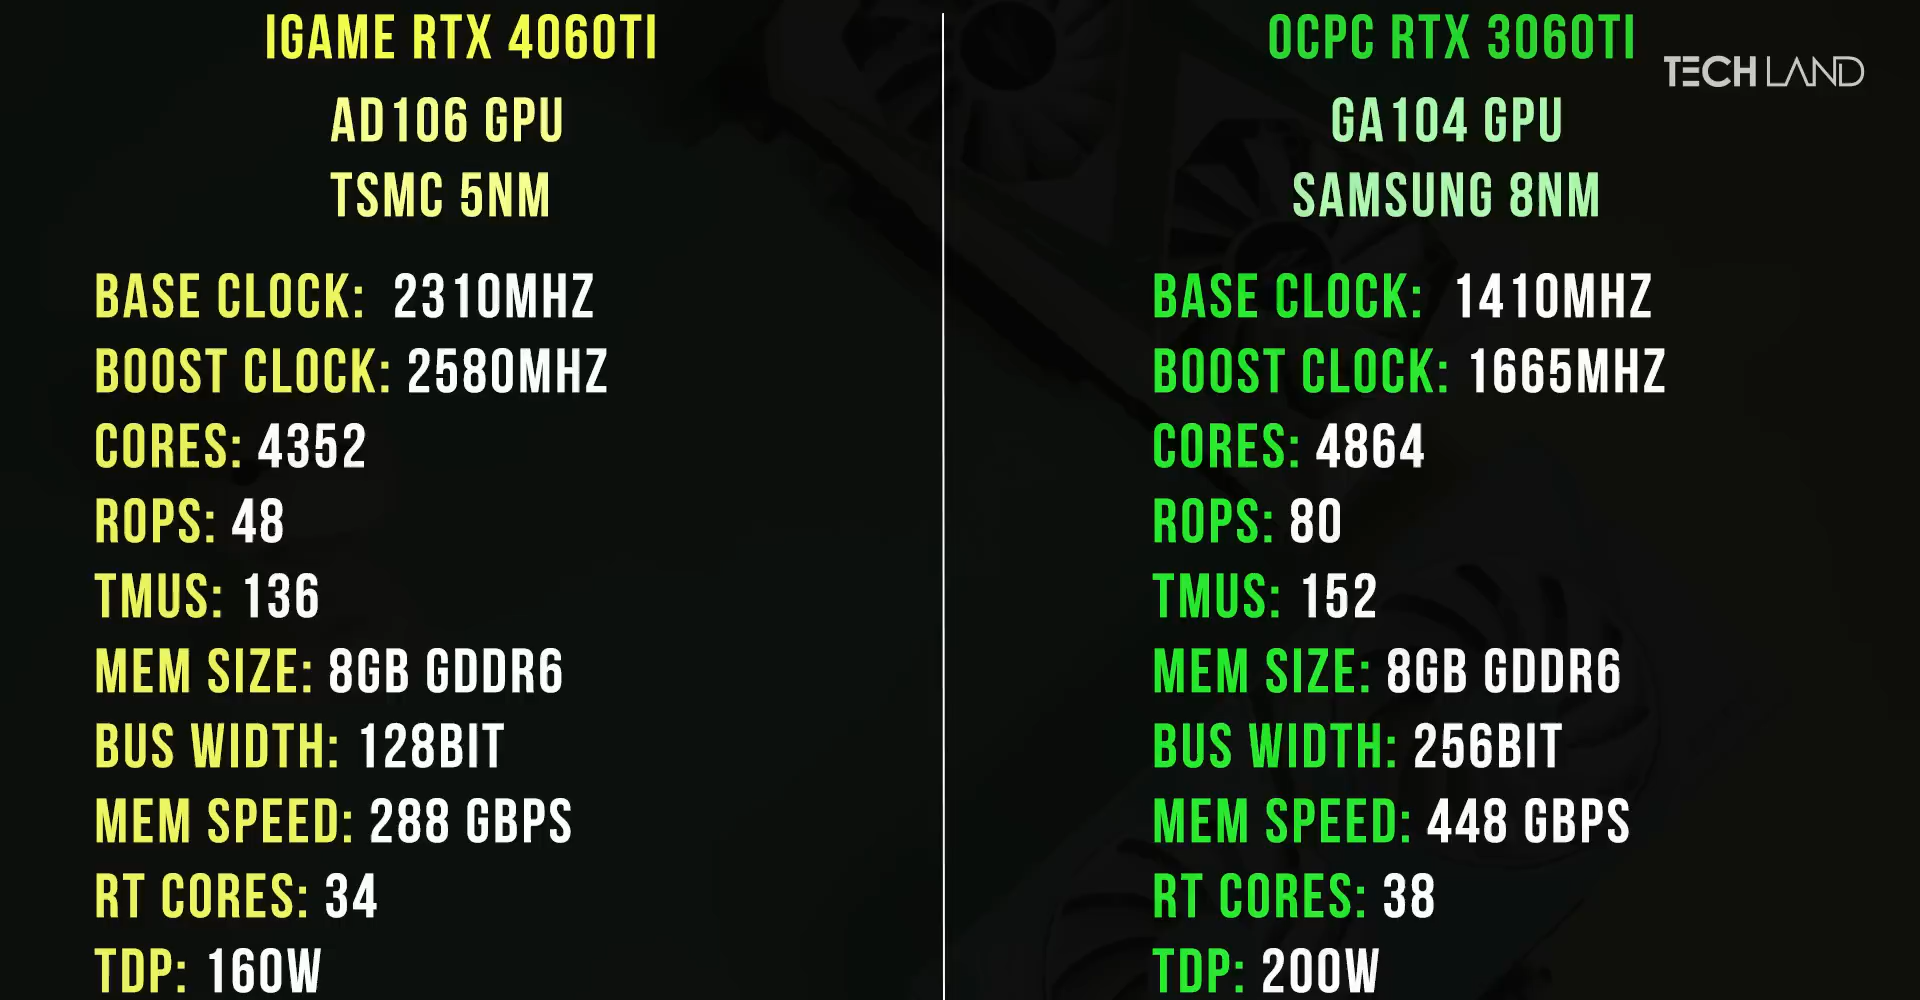 IGAME RTX 4060TI
AD106 GPU
TSMC 5NM
BASE CLOCK: 2310MHZ
BOOST CLOCK: 2580MHZ
CORES: 4352
ROPS: 48
TMUS: 136
MEM SIZE: 8GB GDDR6
BUS WIDTH: 128BIT
MEM SPEED: 288 GBPS
RT CORES: 34
TDP: 160W
OCPC RTX 3060TI
TECHLAND
GA104 GPU
SAMSUNG 8NM
BASE CLOCK: 1410MHZ
BOOST CLOCK: 1665MHZ
CORES: 4864
ROPS: 80
TMUS: 152
MEM SIZE: 8GB GDDR6
BUS WIDTH: 256BIT
MEM SPEED: 448 GBPS
RT CORES: 38
TDP: 200W